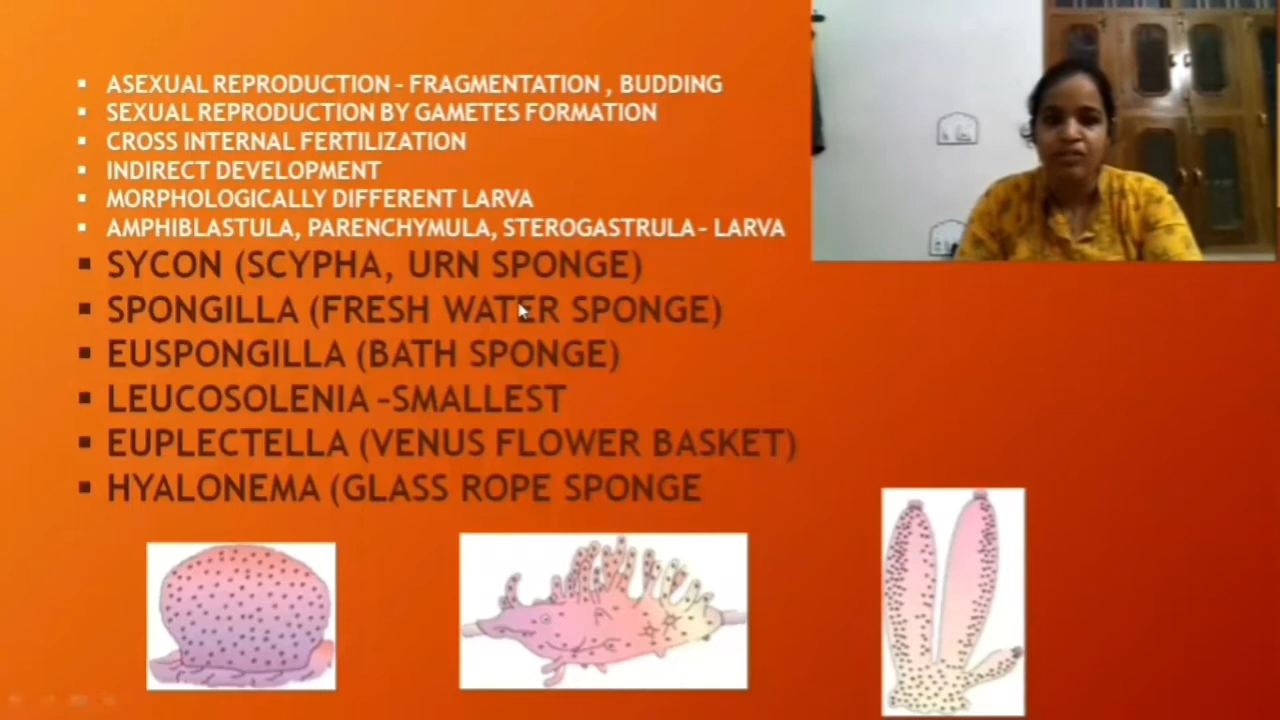 ▪ ASEXUAL REPRODUCTION – FRAGMENTATION , BUDDING
▪ SEXUAL REPRODUCTION BY GAMETES FORMATION
▪ CROSS INTERNAL FERTILIZATION
▪ INDIRECT DEVELOPMENT
▪ MORPHOLOGICALLY DIFFERENT LARVA
▪ AMPHIBLASTULA, PARENCHYMULA, STEROGASTRULA – LARVA
▪ SYCON (SCYPHA, URN SPONGE)
▪ SPONGILLA (FRESH WATER SPONGE)
▪ EUSPONGILLA (BATH SPONGE)
▪ LEUCOSOLENIA –SMALLEST
▪ EUPLECTELLA (VENUS FLOWER BASKET)
▪ HYALONEMA (GLASS ROPE SPONGE